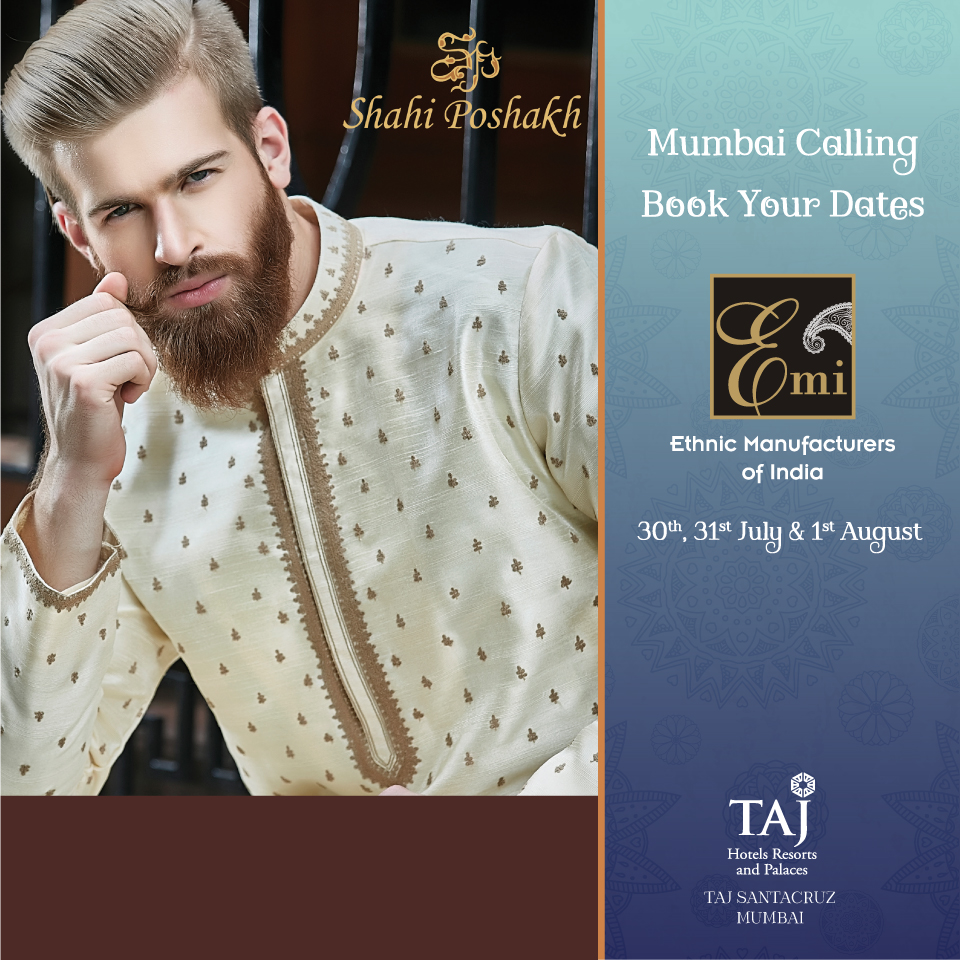 Shahi Poshakh
Mumbai Calling
Book Your Dates
Emi
Ethnic Manufacturers
of India
30th, 31st July & 1st August
TAJ
Hotels Resorts
and Palaces
TAJ SANTACRUZ
MUMBAI